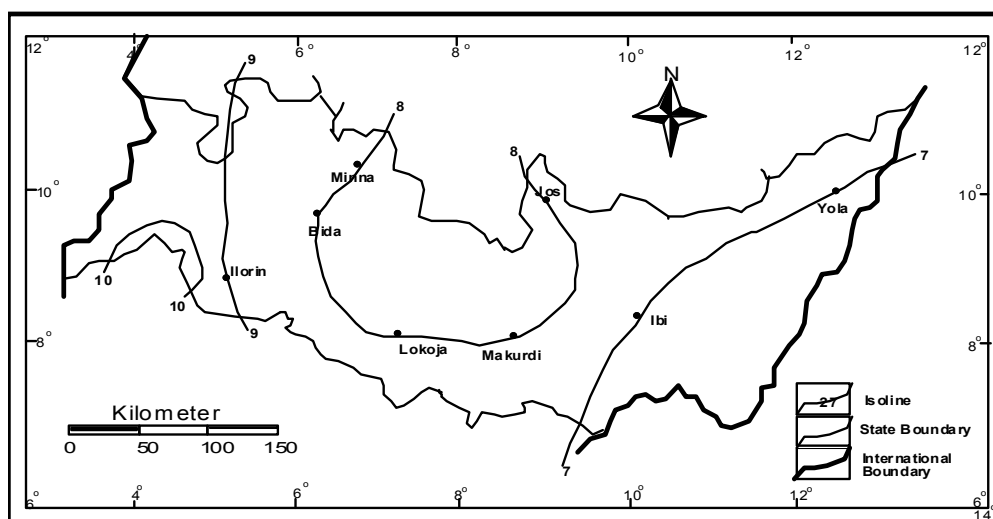 12° 4° 6° 8° 10° 12° 12°
9
8
N
8
7
Minna
Jos
10° 10°
Yola
Bida
Ilorin
10
10
Ibi
9
8° Lokoja Makurdi 8°
27 Isoline
Kilometer
State Boundary
0 50 100 150
International
Boundary
7
6° 4° 8° 10° 12° 6°
14°